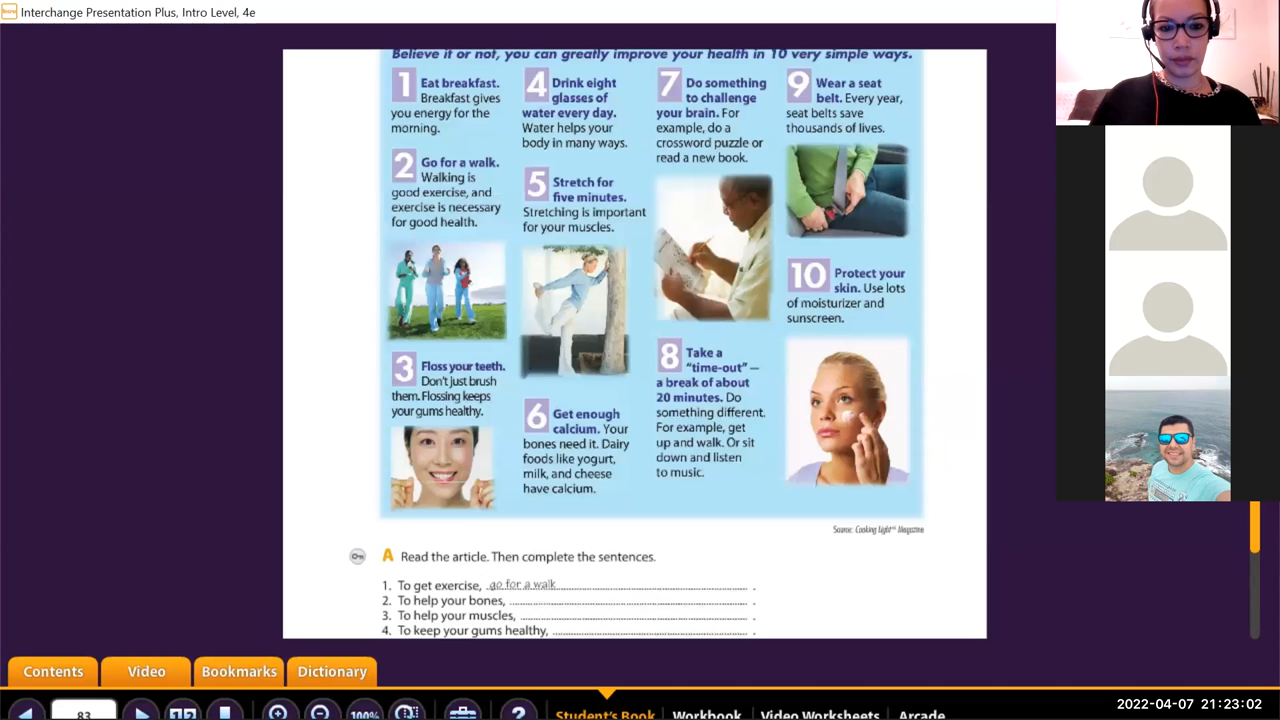 Interchange Presentation Plus, Intro Level, 4e
Believe it or not, you can greatly improve your health in 10 very simple ways.
1 Eat breakfast.
Breakfast gives
you energy for the
morning.
2 Go for a walk.
Walking is
good exercise, and
exercise is necessary
for good health.
3 Floss your teeth.
Don't just brush
them. Flossing keeps
your gums healthy.
4 Drink eight
glasses of
water every day.
Water helps your
body in many ways.
5 Stretch for
five minutes.
Stretching is important
for your muscles.
6 Get enough
calcium. Your
bones need it. Dairy
foods like yogurt,
milk, and cheese
have calcium.
7 Do something
to challenge
your brain. For
example, do a
crossword puzzle or
read a new book.
8 Take a
"time-out" —
a break of about
20 minutes. Do
something different.
For example, get
up and walk. Or sit
down and listen
to music.
9 Wear a seat
belt. Every year,
seat belts save
thousands of lives.
10 Protect your
skin. Use lots
of moisturizer and
sunscreen.
Source: Cooking Light™ Magazine
A Read the article. Then complete the sentences.
1. To get exercise, go for a walk .
2. To help your bones, .
3. To help your muscles, .
4. To keep your gums healthy, .
Contents Video Bookmarks Dictionary
83 100% ? Student's Book Workbook Video Worksheets Arcade
2022-04-07 21:23:02